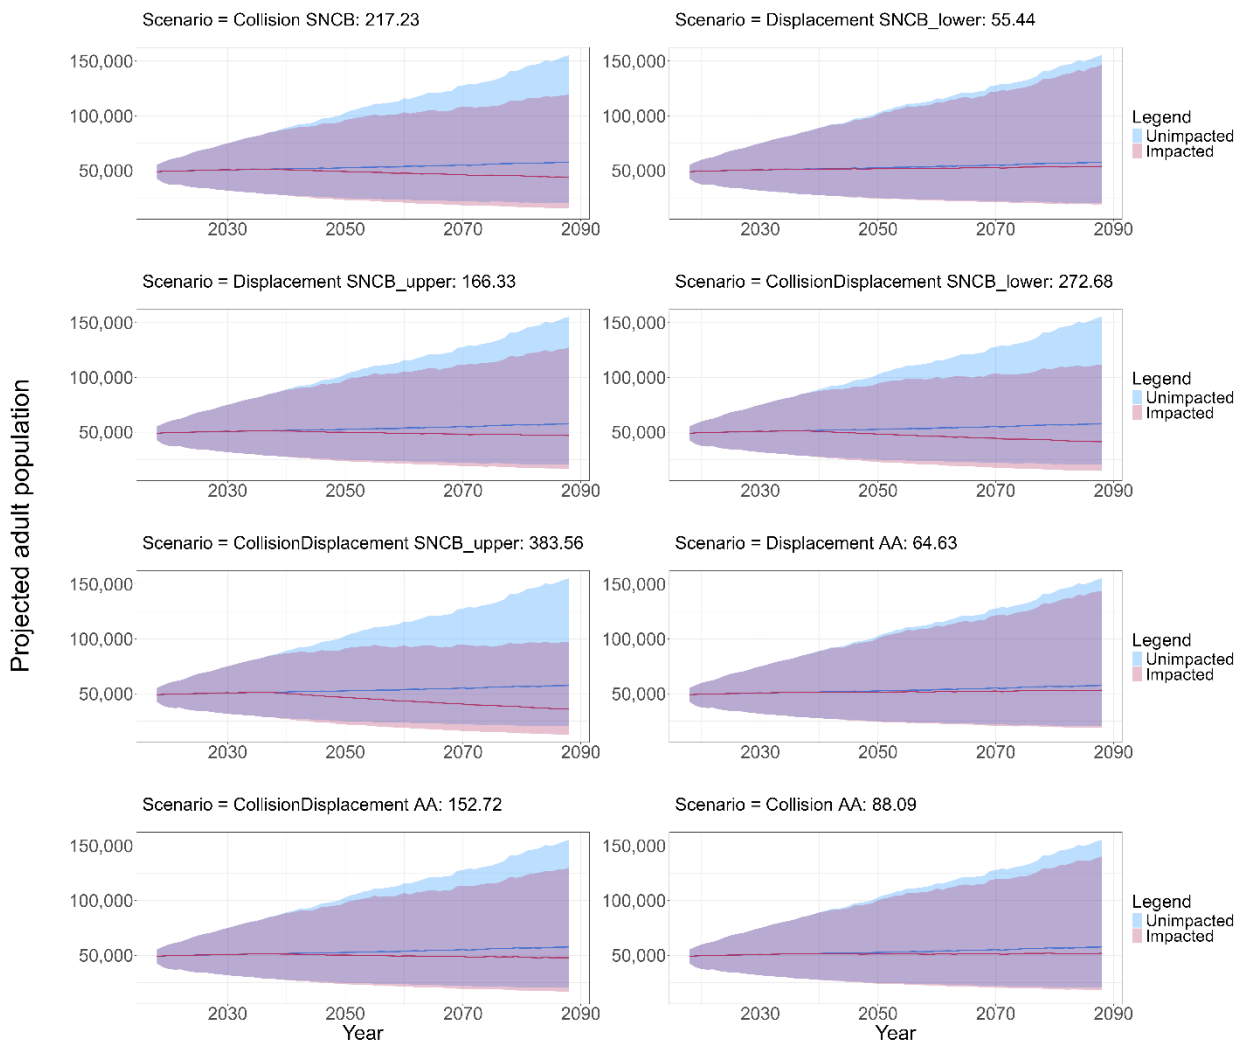 Projected adult population
Scenario = Collision SNCB: 217.23
150,000
100,000
50,000
2030 2050 2070 2090
Scenario = Displacement SNCB_lower: 55.44
150,000
100,000
50,000
2030 2050 2070 2090
Legend
Unimpacted
Impacted
Scenario = Displacement SNCB_upper: 166.33
150,000
100,000
50,000
2030 2050 2070 2090
Scenario = CollisionDisplacement SNCB_lower: 272.68
150,000
100,000
50,000
2030 2050 2070 2090
Legend
Unimpacted
Impacted
Scenario = CollisionDisplacement SNCB_upper: 383.56
150,000
100,000
50,000
2030 2050 2070 2090
Scenario = Displacement AA: 64.63
150,000
100,000
50,000
2030 2050 2070 2090
Legend
Unimpacted
Impacted
Scenario = CollisionDisplacement AA: 152.72
150,000
100,000
50,000
2030 2050 2070 2090
Year
Scenario = Collision AA: 88.09
150,000
100,000
50,000
2030 2050 2070 2090
Year
Legend
Unimpacted
Impacted